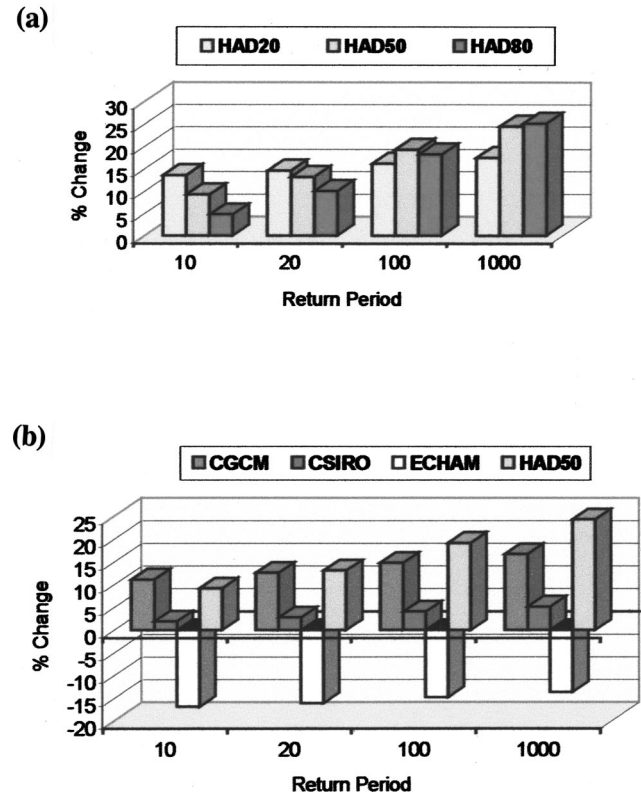 (a)
HAD20 HAD50 HAD80
30
25
20
15
10
5
0
% Change
10 20 100 1000
Return Period
(b)
CGCM CSIRO ECHAM HAD50
25
20
15
10
5
0
-5
-10
-15
-20
% Change
10 20 100 1000
Return Period